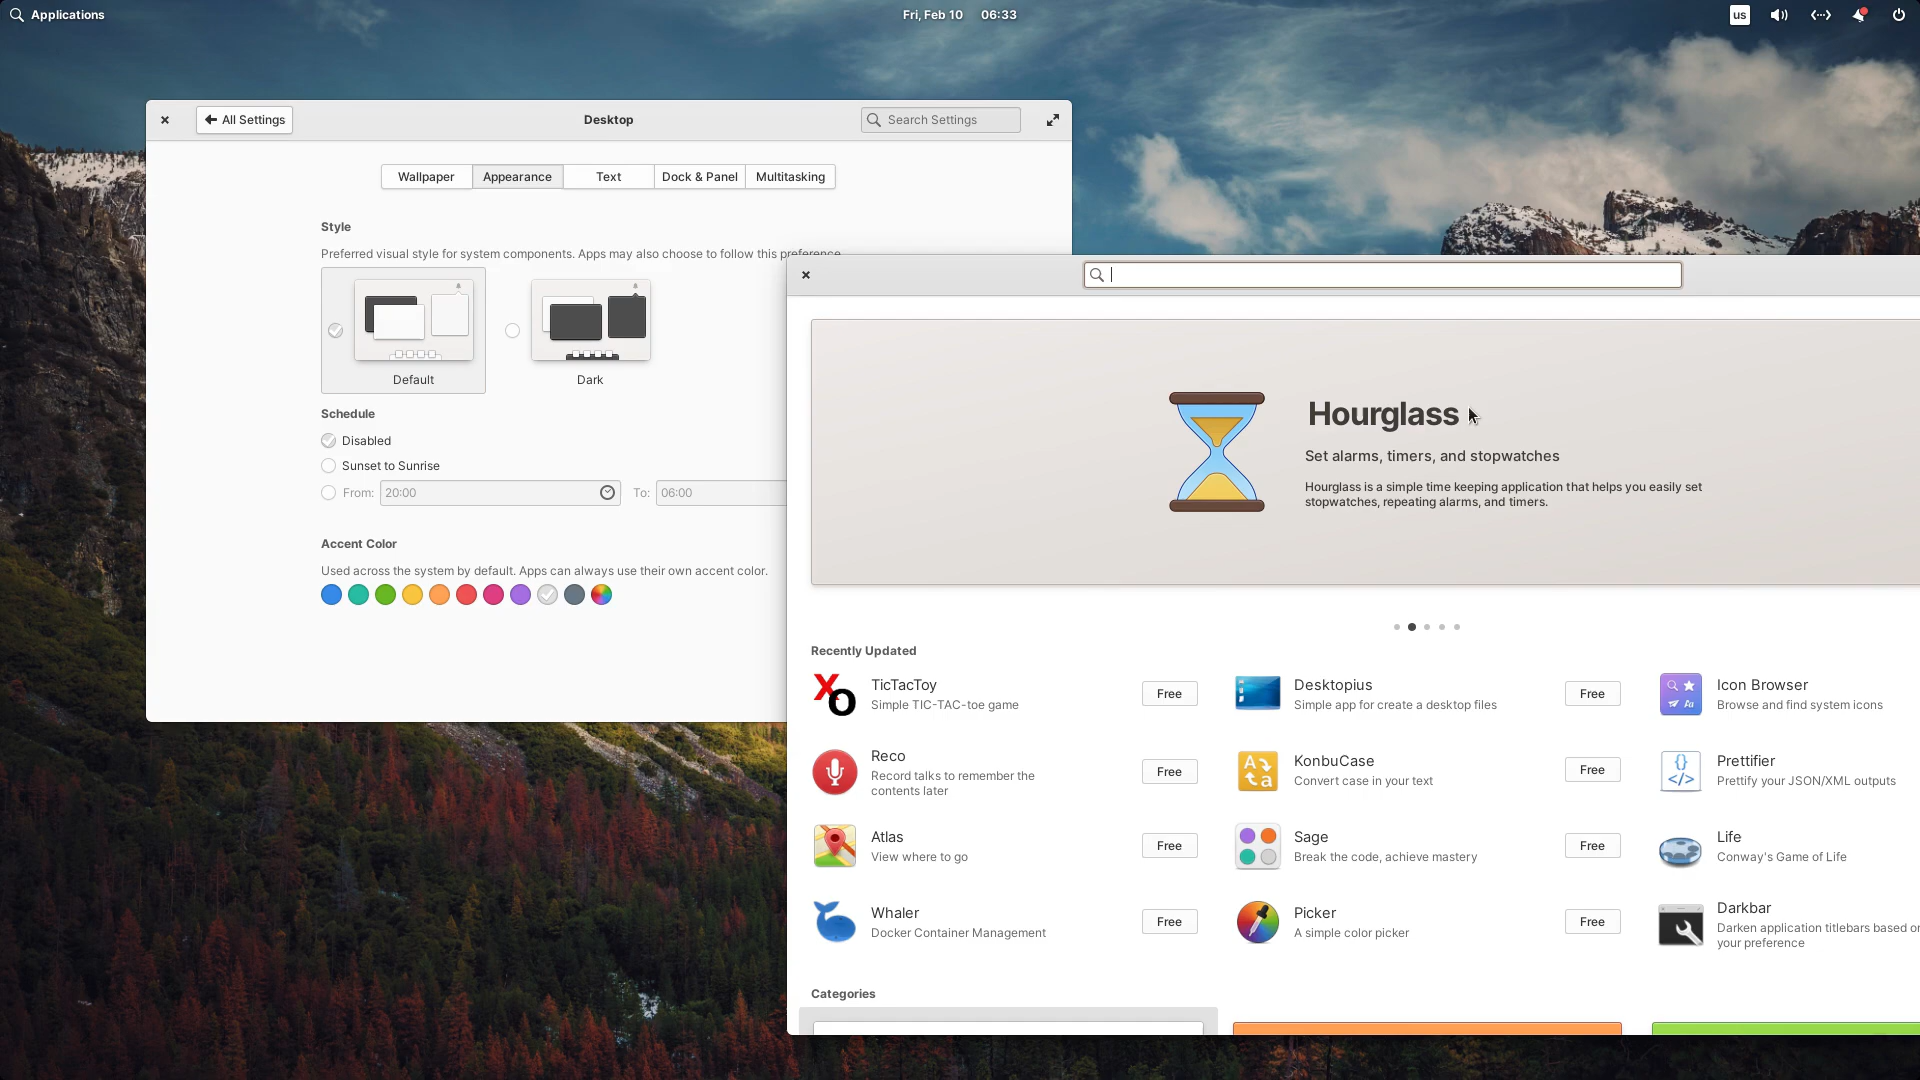 Applications
Fri, Feb 10 06:33
us
All Settings
Desktop
Search Settings
Wallpaper
Appearance
Text
Dock & Panel
Multitasking
Style
Preferred visual style for system components. Apps may also choose to follow this preference.
Default
Dark
Schedule
Disabled
Sunset to Sunrise
From: 20:00 To: 06:00
Accent Color
Used across the system by default. Apps can always use their own accent color.
Hourglass
Set alarms, timers, and stopwatches
Hourglass is a simple time keeping application that helps you easily set
stopwatches, repeating alarms, and timers.
Recently Updated
TicTacToy
Simple TIC-TAC-toe game
Free
Desktopius
Simple app for create a desktop files
Free
Icon Browser
Browse and find system icons
Reco
Record talks to remember the
contents later
Free
KonbuCase
Convert case in your text
Free
Prettifier
Prettify your JSON/XML outputs
Atlas
View where to go
Free
Sage
Break the code, achieve mastery
Free
Life
Conway's Game of Life
Whaler
Docker Container Management
Free
Picker
A simple color picker
Free
Darkbar
Darken application titlebars based on
your preference
Categories